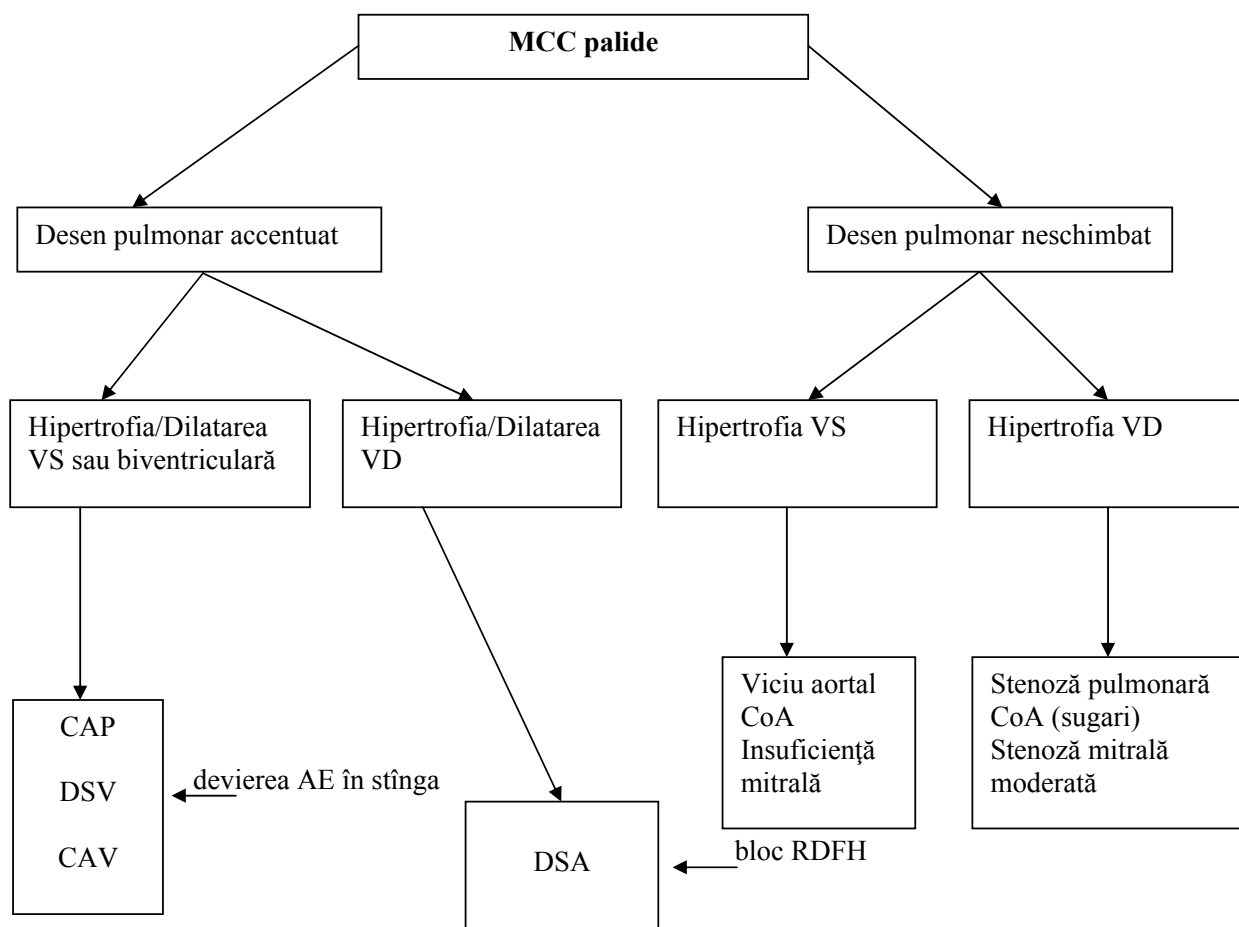 MCC palide
Desen pulmonar accentuat
Desen pulmonar neschimbat
Hipertrofia/Dilatarea
VS sau biventriculară
Hipertrofia/Dilatarea
VD
Hipertrofia VS
Hipertrofia VD
CAP
DSV
CAV
devierea AE în stînga
DSA
bloc RDFH
Viciu aortal
CoA
Insuficienţă
mitrală
Stenoză pulmonară
CoA (sugari)
Stenoză mitrală
moderată